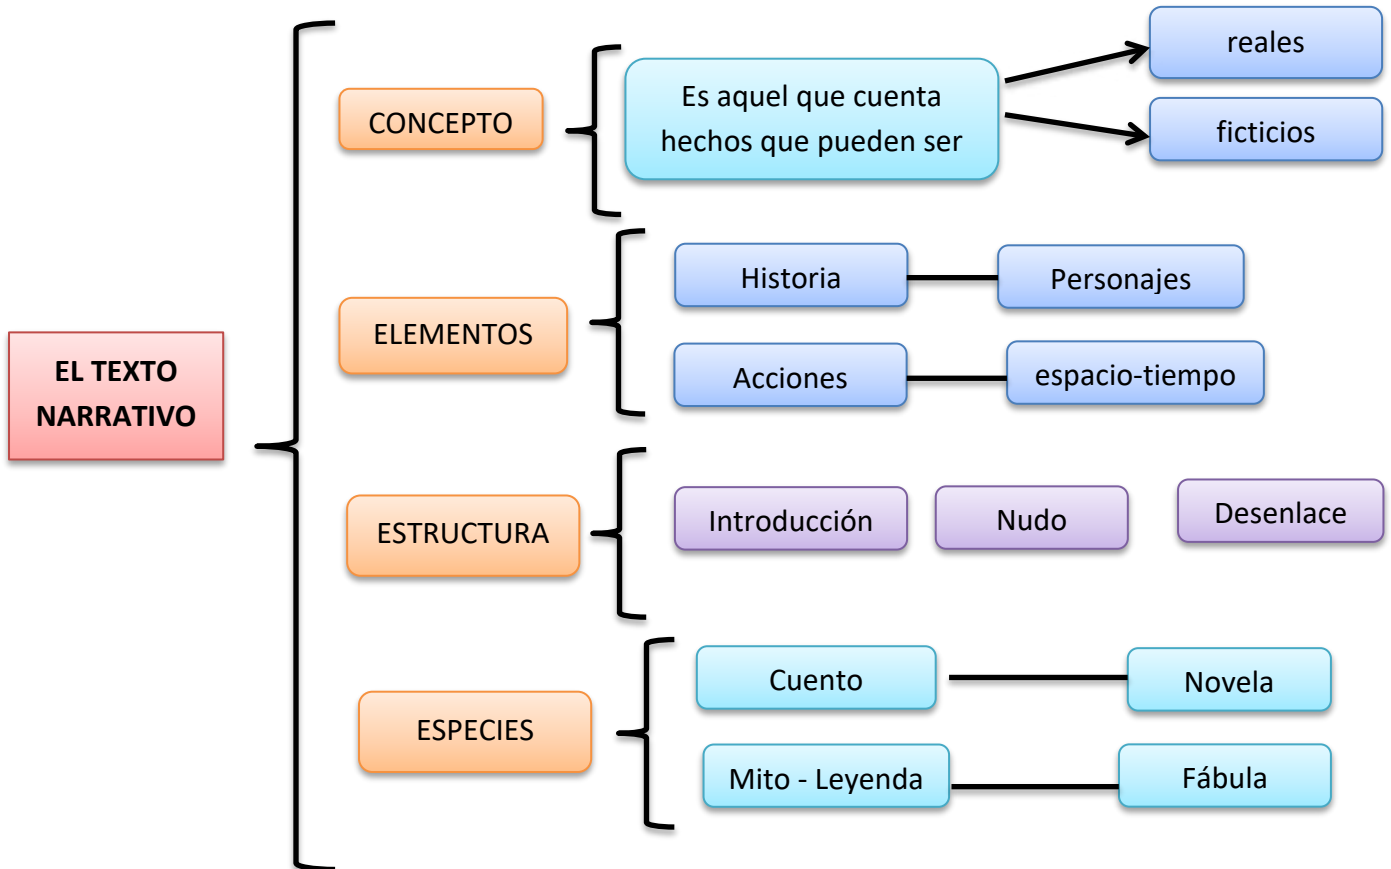 EL TEXTO
NARRATIVO
CONCEPTO
Es aquel que cuenta
hechos que pueden ser
reales
ficticios
ELEMENTOS
Historia
Personajes
Acciones
espacio-tiempo
ESTRUCTURA
Introducción
Nudo
Desenlace
ESPECIES
Cuento
Novela
Mito - Leyenda
Fábula